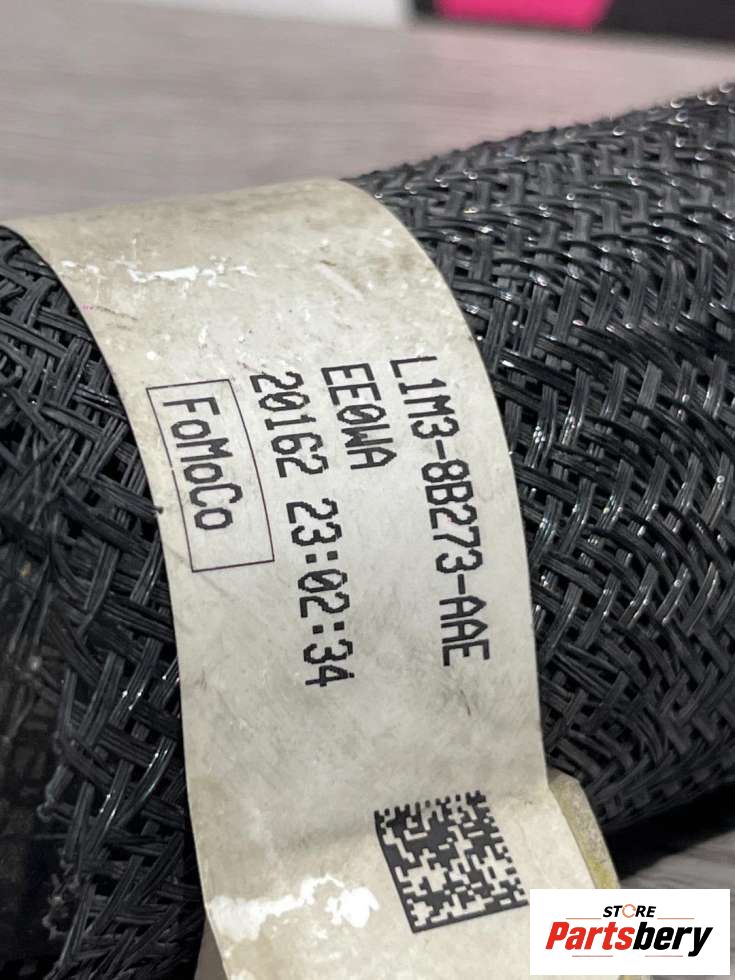 L1M3-8B273-AAE
EE0WA
20162 23:02:34
FoMoCo
STORE
Partsbery